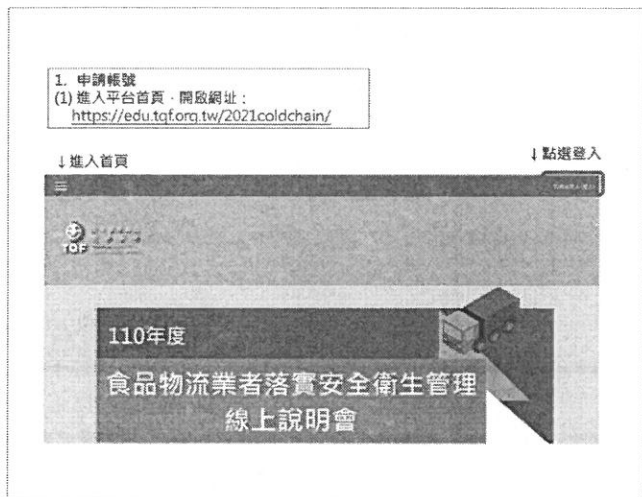 1. 申請帳號
(1) 進入平台首頁，開啟網址：
https://edu.tqf.org.tw/2021coldchain/
↓進入首頁
↓點選登入
TQF
110年度
食品物流業者落實安全衛生管理
線上說明會